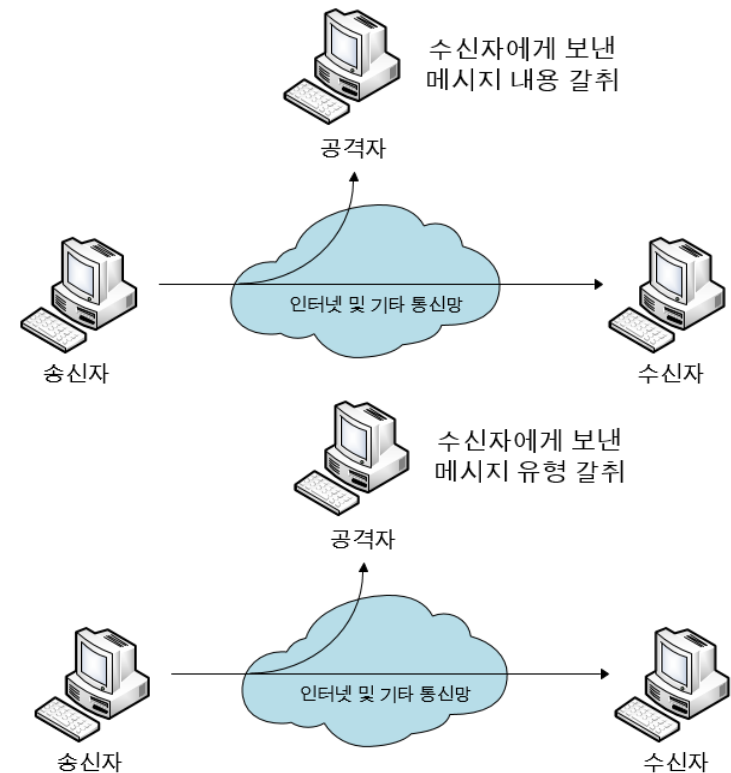 수신자에게 보낸
메시지 내용 갈취
공격자
인터넷 및 기타 통신망
송신자
수신자
수신자에게 보낸
메시지 유형 갈취
공격자
인터넷 및 기타 통신망
송신자
수신자